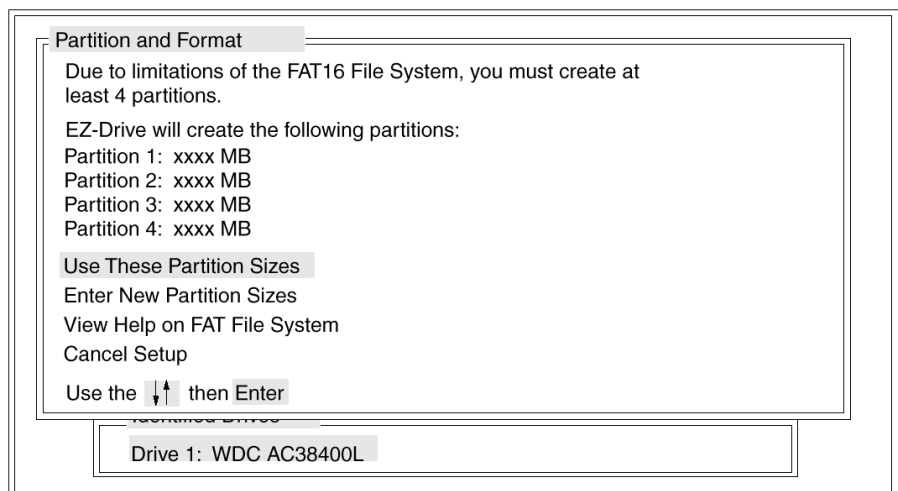 Partition and Format
Due to limitations of the FAT16 File System, you must create at
least 4 partitions.
EZ-Drive will create the following partitions:
Partition 1: xxxx MB
Partition 2: xxxx MB
Partition 3: xxxx MB
Partition 4: xxxx MB
Use These Partition Sizes
Enter New Partition Sizes
View Help on FAT File System
Cancel Setup
Use the ↓↑ then Enter
Identified Drives
Drive 1: WDC AC38400L